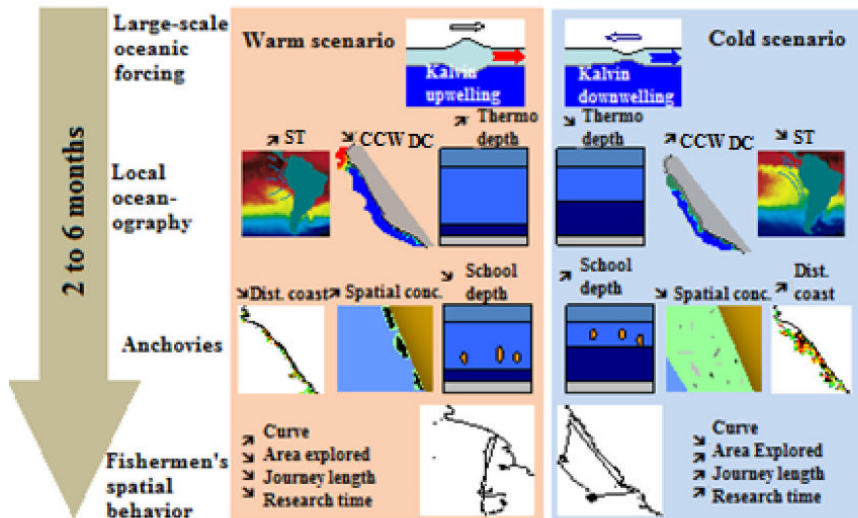 Large-scale
oceanic
forcing
Warm scenario
Kalvin
upwelling
Cold scenario
Kalvin
downwelling
2 to 6 months
Local
ocean-
ography
ST
CCW DC
Thermo
depth
Thermo
depth
CCW DC
ST
Anchovies
Dist. coast
Spatial conc.
School
depth
School
depth
Spatial conc.
Dist.
coast
Fishermen's
spatial
behavior
Curve
Area explored
Journey length
Research time
Curve
Area Explored
Journey length
Research time